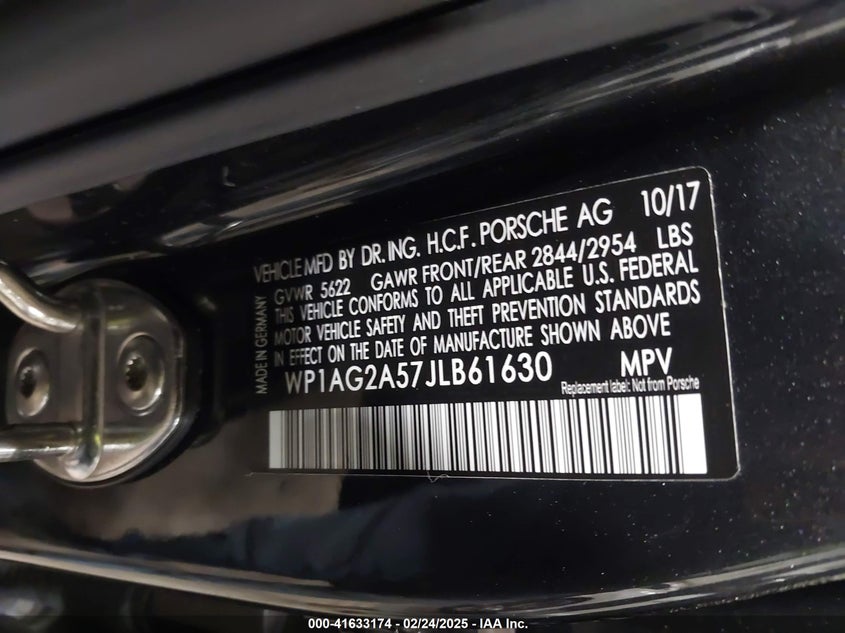 VEHICLE MFD BY DR. ING. H.C.F. PORSCHE AG 10/17
GVWR 5622 GAWR FRONT/REAR 2844/2954 LBS
THIS VEHICLE CONFORMS TO ALL APPLICABLE U.S. FEDERAL
MOTOR VEHICLE SAFETY AND THEFT PREVENTION STANDARDS
IN EFFECT ON THE DATE OF MANUFACTURE SHOWN ABOVE
MADE IN GERMANY
WP1AG2A57JLB61630 MPV
Replacement label: Not from Porsche
000-41633174 - 02/24/2025 - IAA Inc.